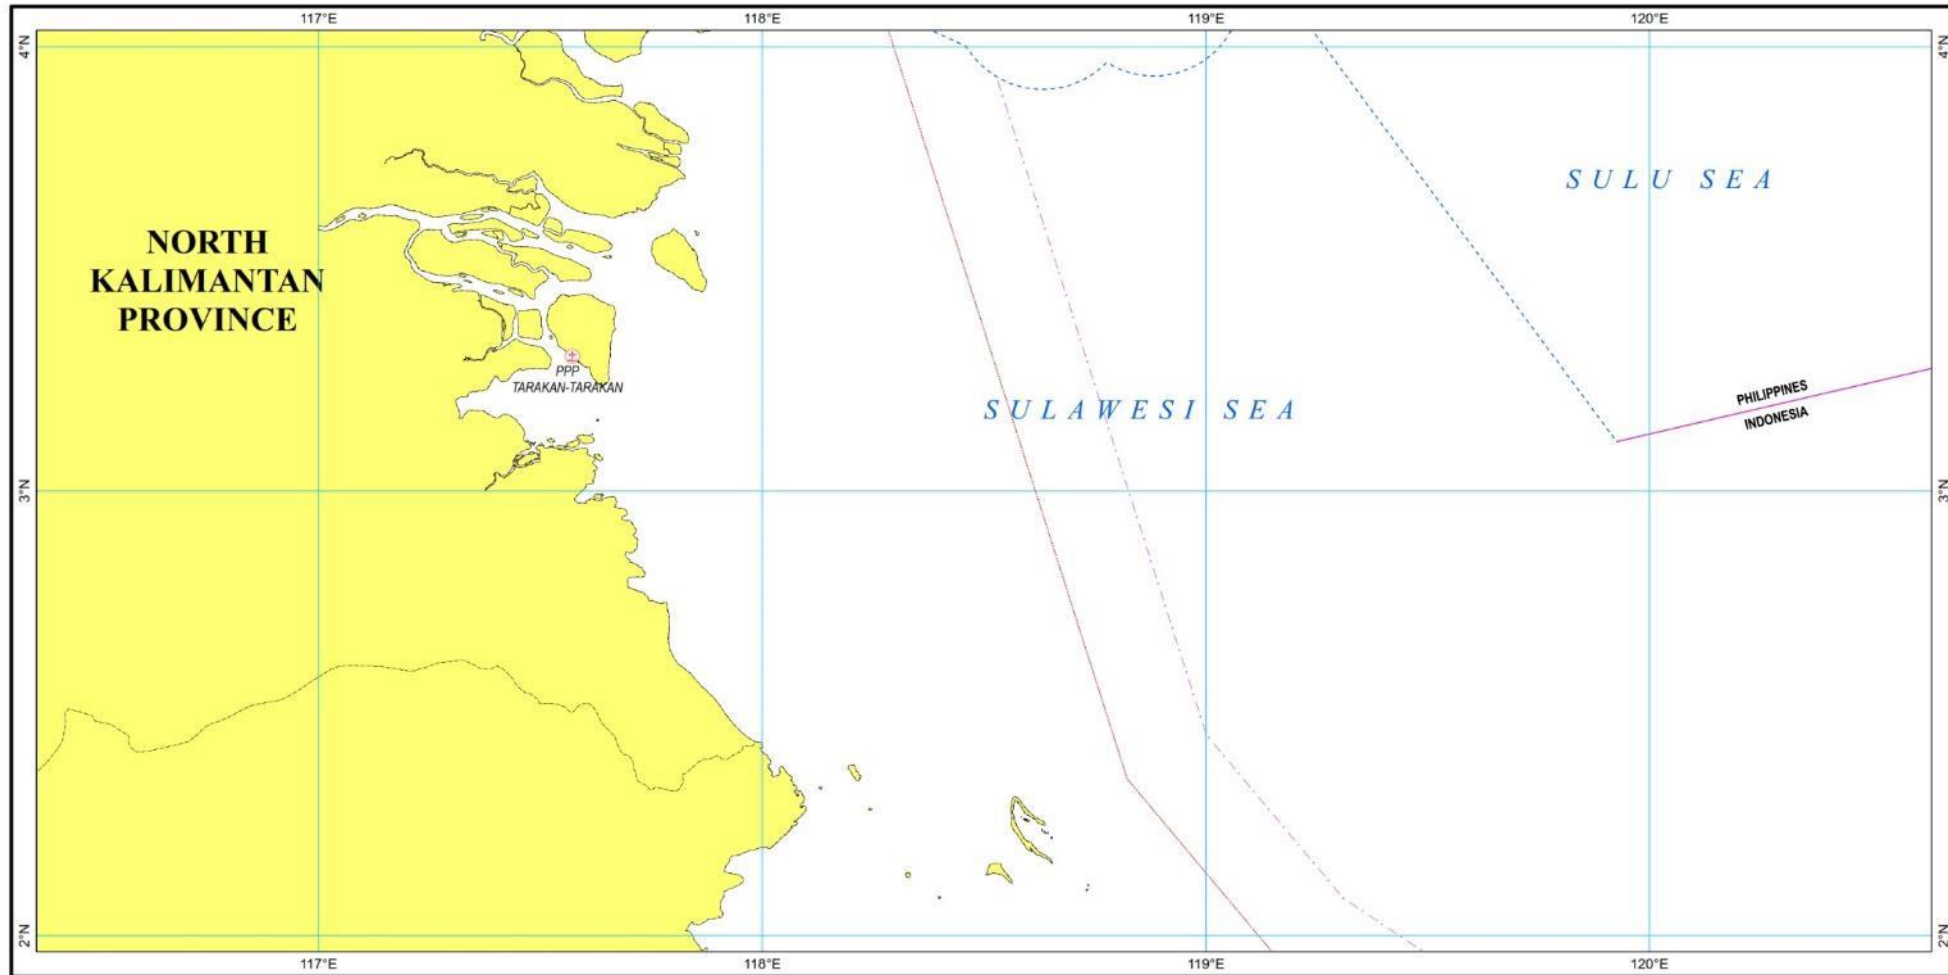 117°E
118°E
119°E
120°E
4°N
4°N
SULU SEA
NORTH
KALIMANTAN
PROVINCE
PPP
TARAKAN-TARAKAN
PHILIPPINES
INDONESIA
SULAWESI SEA
3°N
3°N
2°N
2°N
117°E
118°E
119°E
120°E